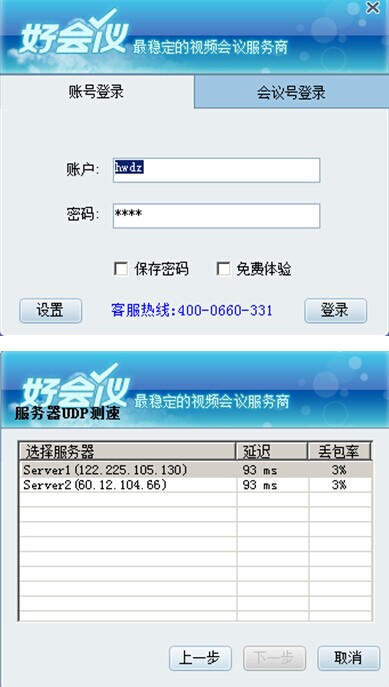 好会议 最稳定的视频会议服务商
账号登录 会议号登录
账户: hwdz
密码: ****
保存密码 免费体验
设置 客服热线:400-0660-331 登录
好会议 最稳定的视频会议服务商
服务器UDP测速
选择服务器 延迟 丢包率
Server1(122.225.105.130) 93 ms 3%
Server2(60.12.104.66) 93 ms 3%
上一步 下一步 取消